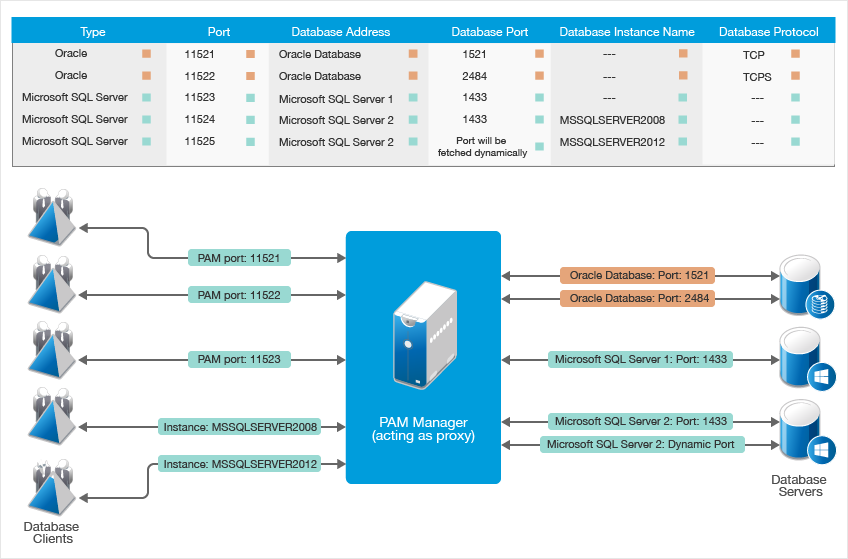 Type Port Database Address Database Port Database Instance Name Database Protocol
Oracle 11521 Oracle Database 1521 --- TCP
Oracle 11522 Oracle Database 2484 --- TCPS
Microsoft SQL Server 11523 Microsoft SQL Server 1 1433 --- ---
Microsoft SQL Server 11524 Microsoft SQL Server 2 1433 MSSQLSERVER2008 ---
Microsoft SQL Server 11525 Microsoft SQL Server 2 Port will be fetched dynamically MSSQLSERVER2012 ---
PAM port: 11521
PAM port: 11522
PAM port: 11523
Instance: MSSQLSERVER2008
Instance: MSSQLSERVER2012
Database
Clients
PAM Manager
(acting as proxy)
Oracle Database: Port: 1521
Oracle Database: Port: 2484
Microsoft SQL Server 1: Port: 1433
Microsoft SQL Server 2: Port: 1433
Microsoft SQL Server 2: Dynamic Port
Database
Servers